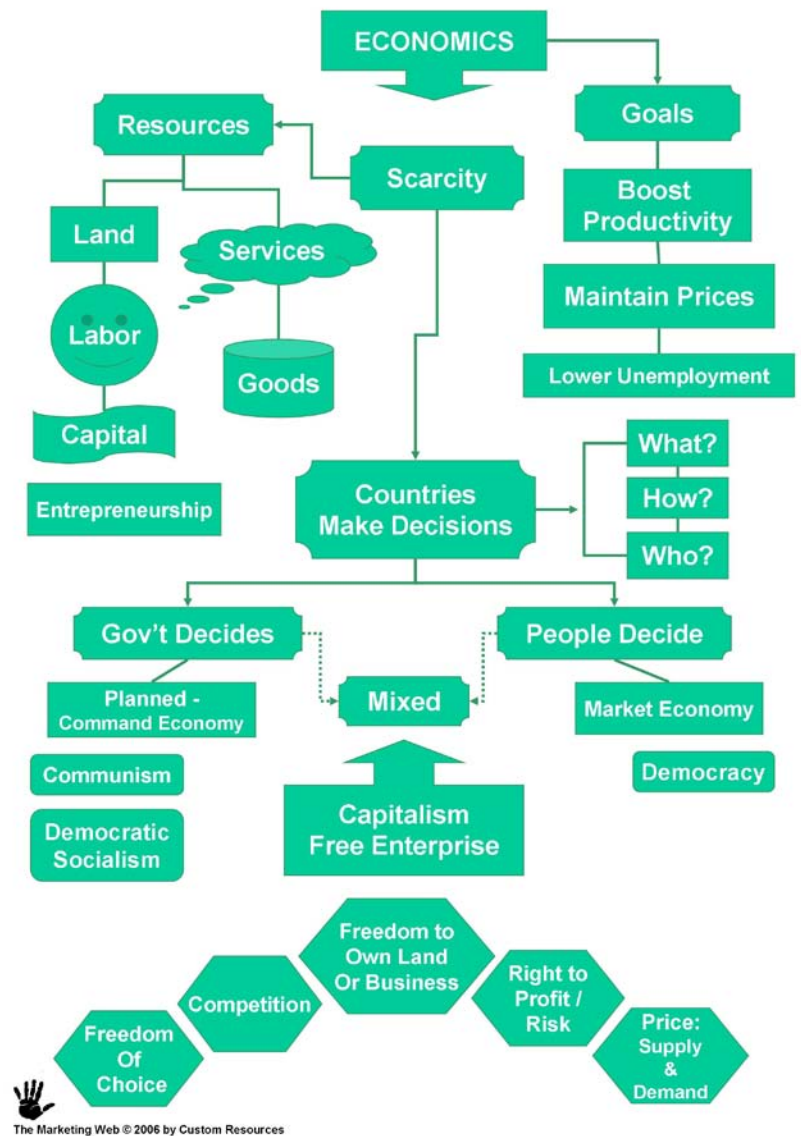 ECONOMICS
Goals
Boost
Productivity
Maintain Prices
Lower Unemployment
Scarcity
Resources
Land
Labor
Capital
Entrepreneurship
Services
Goods
Countries
Make Decisions
What?
How?
Who?
Gov't Decides
Planned -
Command Economy
Communism
Democratic
Socialism
Mixed
People Decide
Market Economy
Democracy
Capitalism
Free Enterprise
Freedom
Of
Choice
Competition
Freedom to
Own Land
Or Business
Right to
Profit /
Risk
Price:
Supply
&
Demand
The Marketing Web © 2006 by Custom Resources